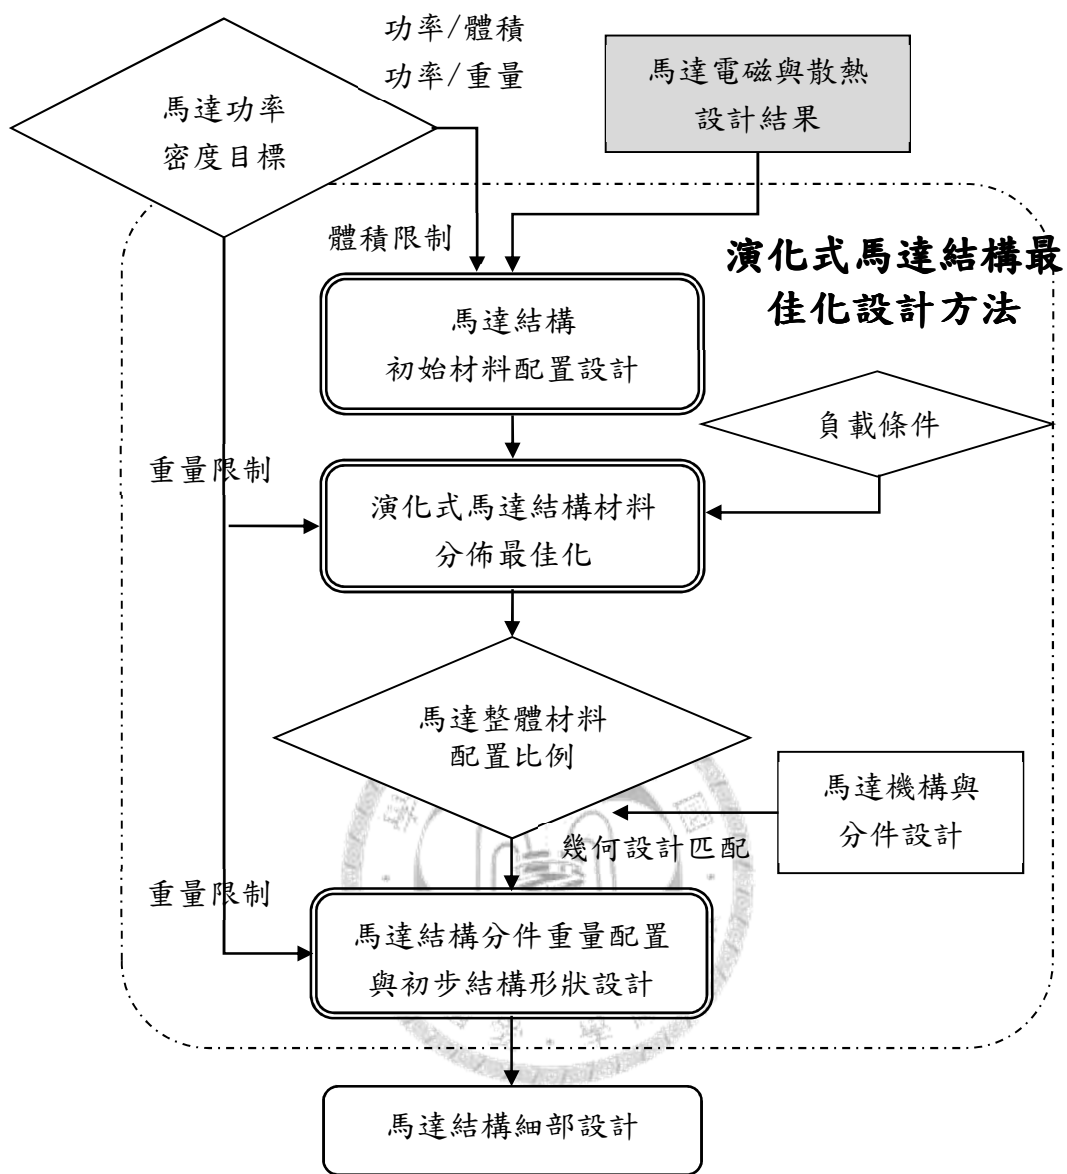 功率/體積
功率/重量
馬達功率
密度目標
馬達電磁與散熱
設計結果
體積限制
演化式馬達結構最
佳化設計方法
馬達結構
初始材料配置設計
負載條件
重量限制
演化式馬達結構材料
分佈最佳化
馬達整體材料
配置比例
馬達機構與
分件設計
幾何設計匹配
重量限制
馬達結構分件重量配置
與初步結構形狀設計
馬達結構細部設計